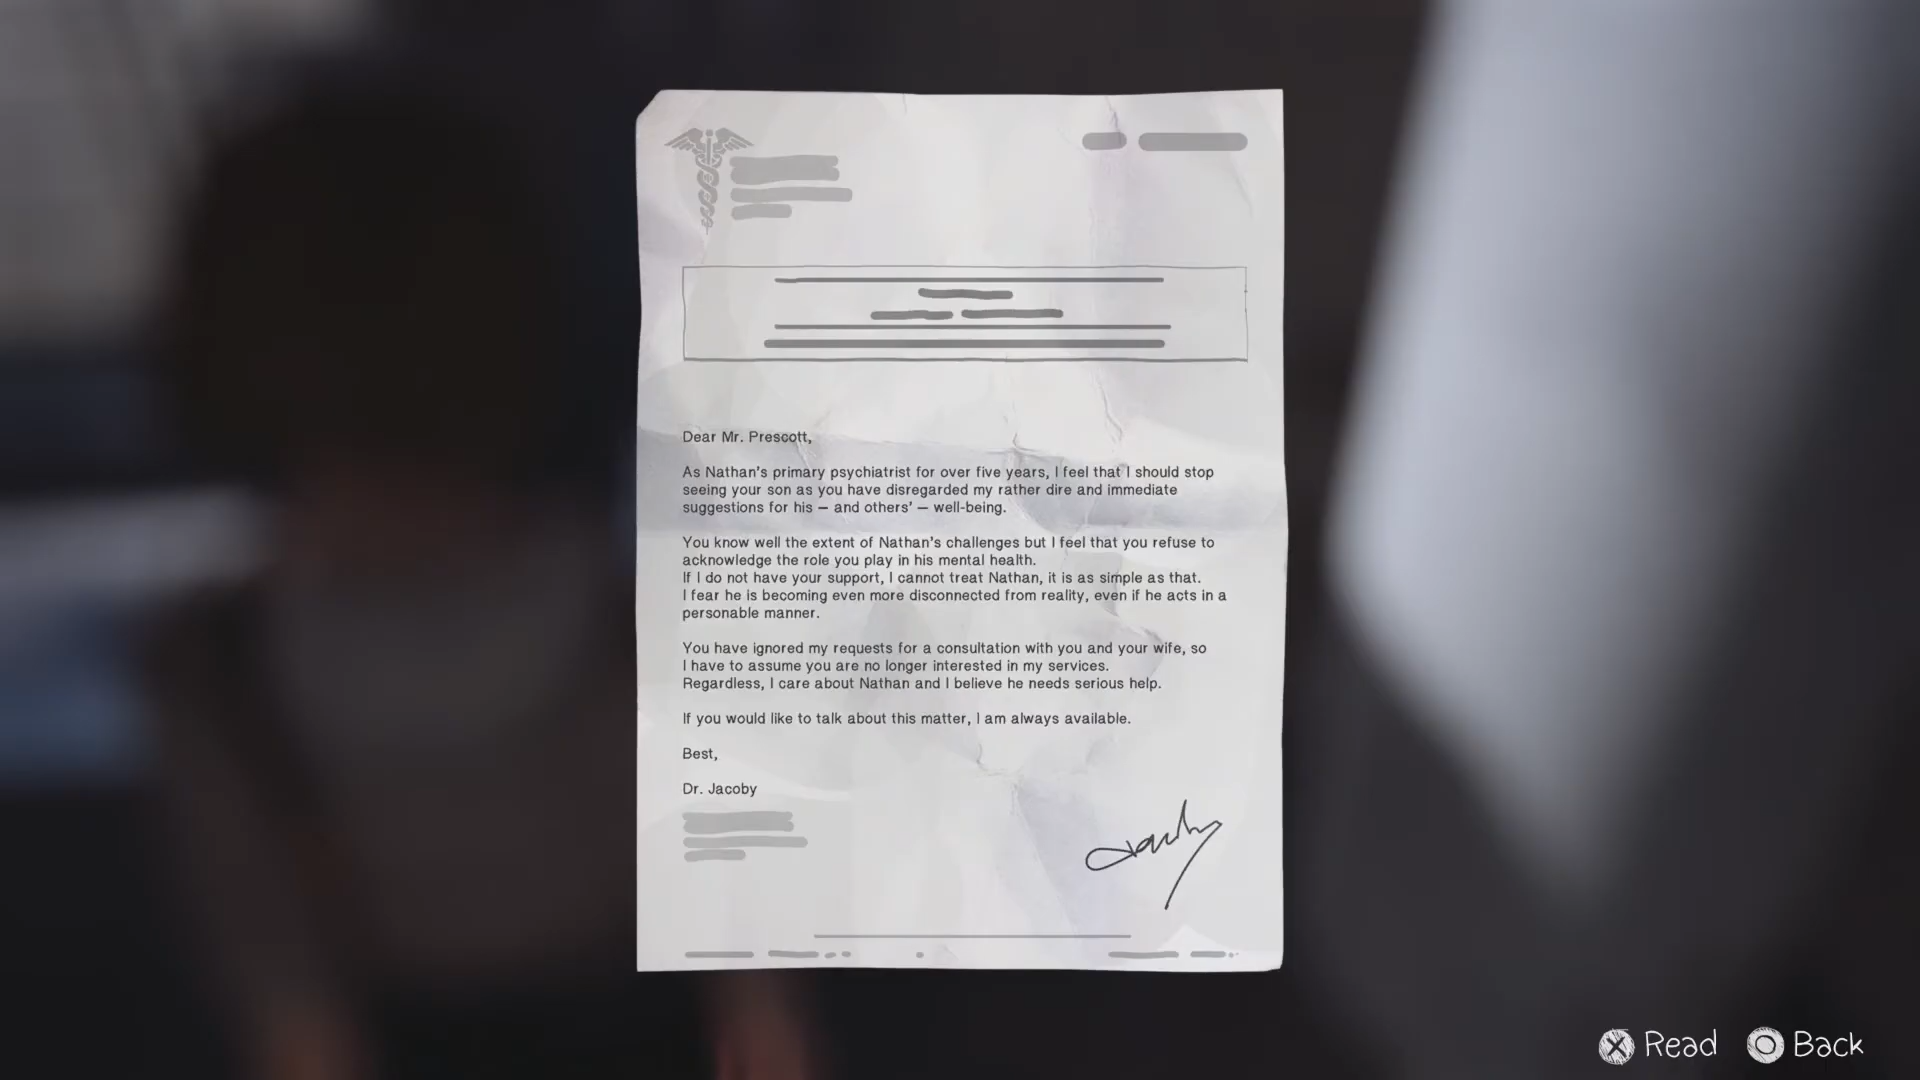 Dear Mr. Prescott,
As Nathan's primary psychiatrist for over five years, I feel that I should stop
seeing your son as you have disregarded my rather dire and immediate
suggestions for his – and others' – well-being.
You know well the extent of Nathan's challenges but I feel that you refuse to
acknowledge the role you play in his mental health.
If I do not have your support, I cannot treat Nathan, it is as simple as that.
I fear he is becoming even more disconnected from reality, even if he acts in a
personable manner.
You have ignored my requests for a consultation with you and your wife, so
I have to assume you are no longer interested in my services.
Regardless, I care about Nathan and I believe he needs serious help.
If you would like to talk about this matter, I am always available.
Best,
Dr. Jacoby
Read
Back